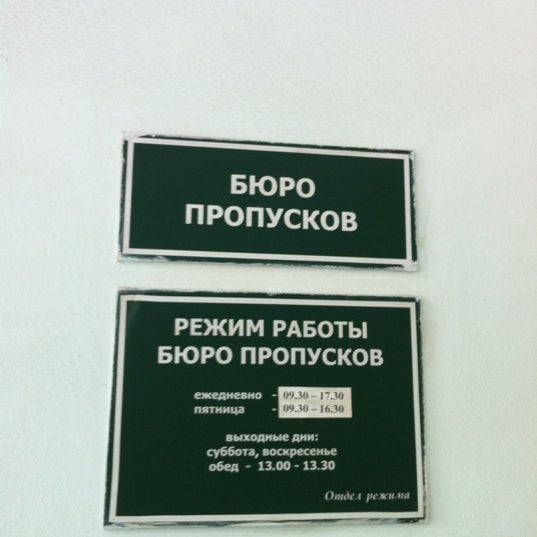 БЮРО
ПРОПУСКОВ
РЕЖИМ РАБОТЫ
БЮРО ПРОПУСКОВ
ежедневно - 09.30 – 17.30
пятница - 09.30 – 16.30
выходные дни:
суббота, воскресенье
обед - 13.00 - 13.30
Отдел режима